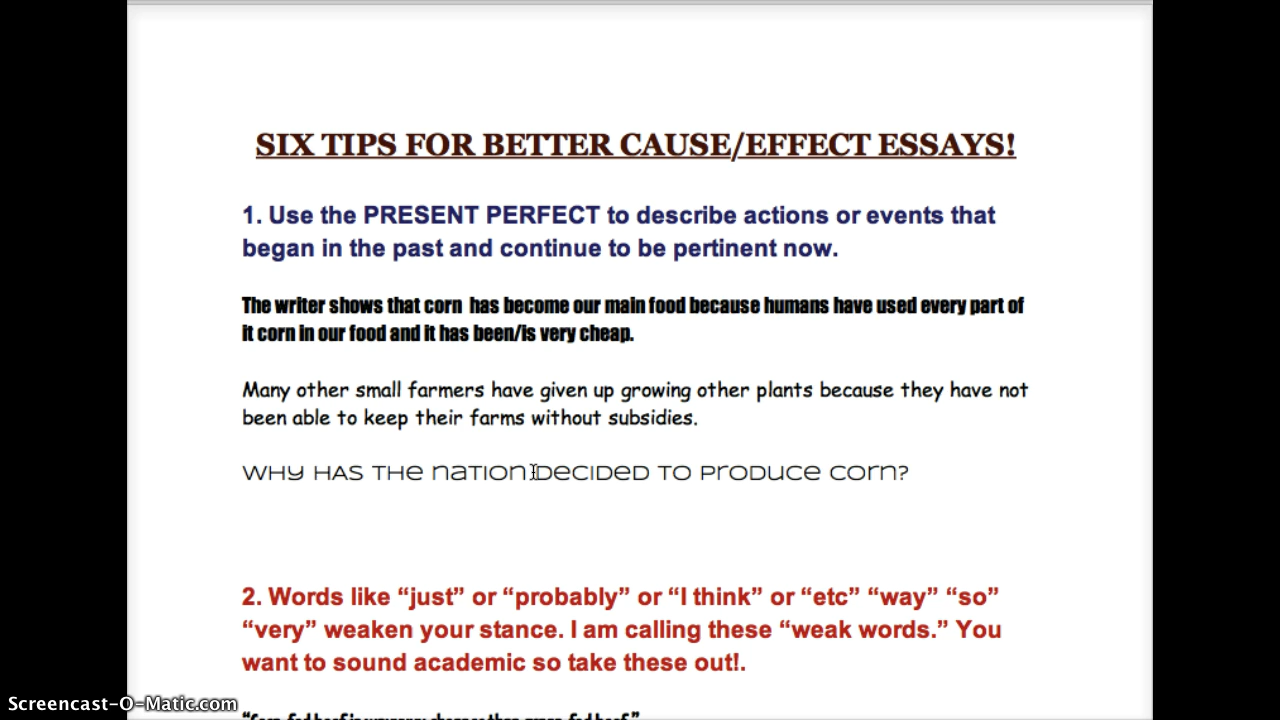 SIX TIPS FOR BETTER CAUSE/EFFECT ESSAYS!
1. Use the PRESENT PERFECT to describe actions or events that
began in the past and continue to be pertinent now.
The writer shows that corn has become our main food because humans have used every part of
it corn in our food and it has been/is very cheap.
Many other small farmers have given up growing other plants because they have not
been able to keep their farms without subsidies.
WHY HAS THE NATION DECIDED TO PRODUCE CORN?
2. Words like “just” or “probably” or “I think” or “etc” “way” “so”
“very” weaken your stance. I am calling these “weak words.” You
want to sound academic so take these out!.
Screencast-O-Matic.com